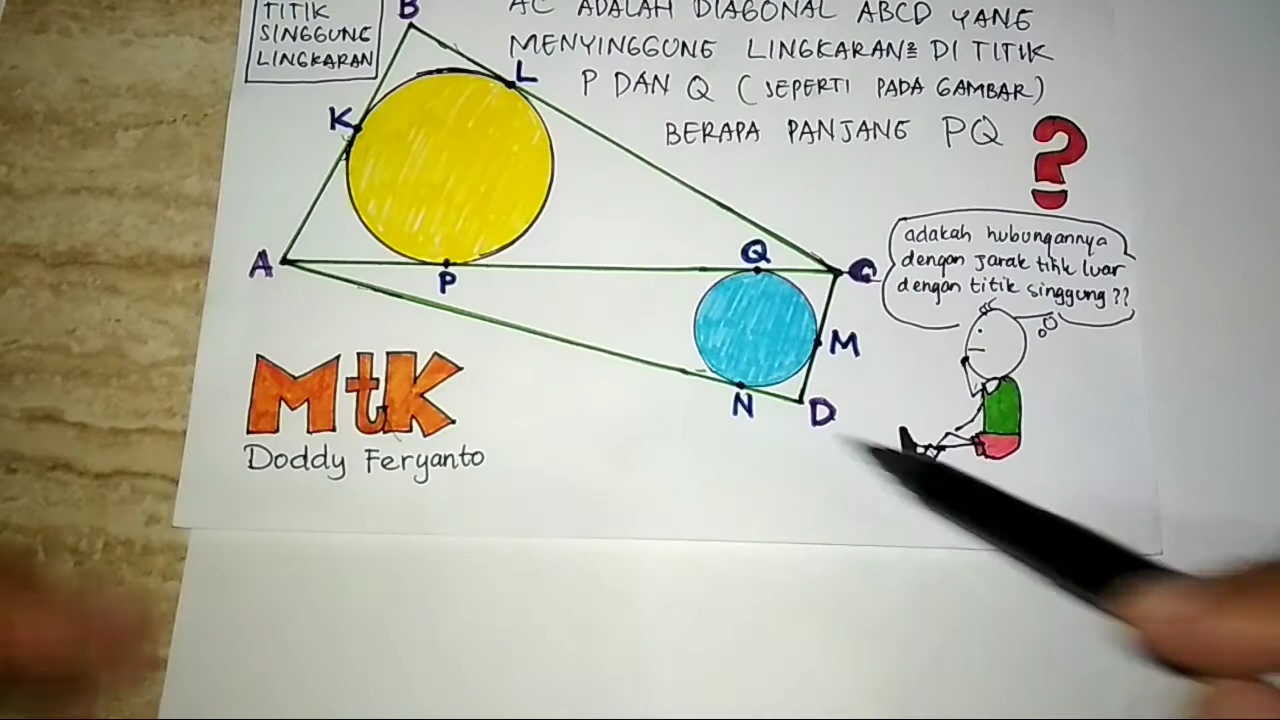 TITIK
SINGGUNG
LINGKARAN
AC ADALAH DIAGONAL ABCD YANG
MENYINGGUNG LINGKARAN2 DI TITIK
P DAN Q (SEPERTI PADA GAMBAR)
BERAPA PANJANG PQ ?
B
L
K
A
P
Q
C
M
N
D
adakah hubungannya
dengan jarak titik luar
dengan titik singgung??
MtK
Doddy Feryanto